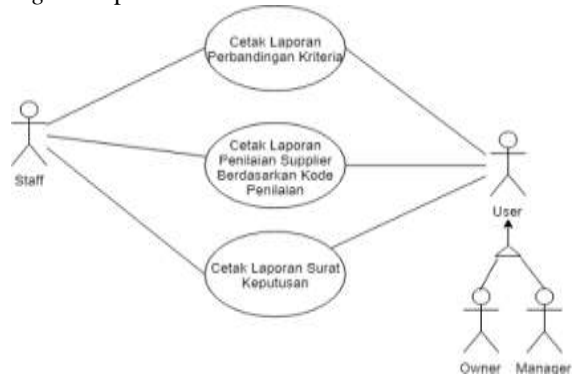 Cetak Laporan
Perbandingan Kriteria
Cetak Laporan
Penilaian Supplier
Berdasarkan Kode
Penilaian
Staff
User
Cetak Laporan Surat
Keputusan
Owner Manager